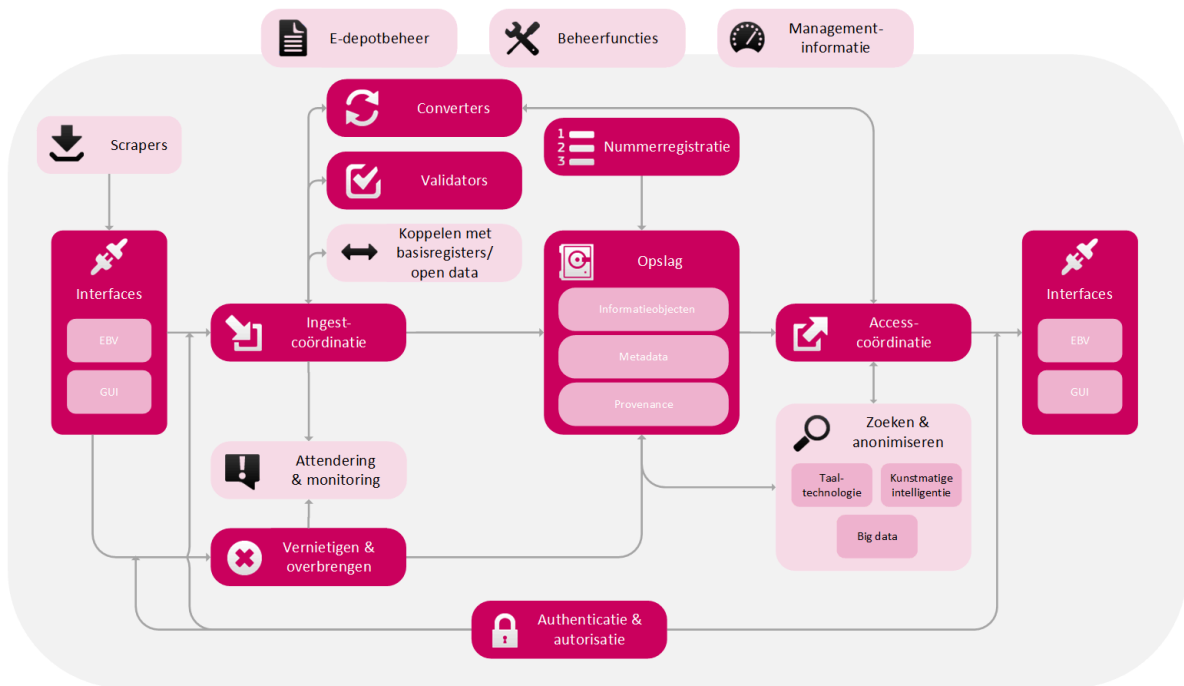 E-depotbeheer
Beheerfuncties
Management-
informatie
Converters
Scrapers
1
2
3
Nummerregistratie
Validators
Koppelen met
basisregisters/
open data
Interfaces
EBV
GUI
Ingest-
coördinatie
Opslag
Informatieobjecten
Metadata
Provenance
Access-
coördinatie
Interfaces
EBV
GUI
Zoeken &
anonimiseren
Taal-
technologie
Kunstmatige
intelligentie
Big data
Attendering
& monitoring
Vernietigen &
overbrengen
Authenticatie &
autorisatie